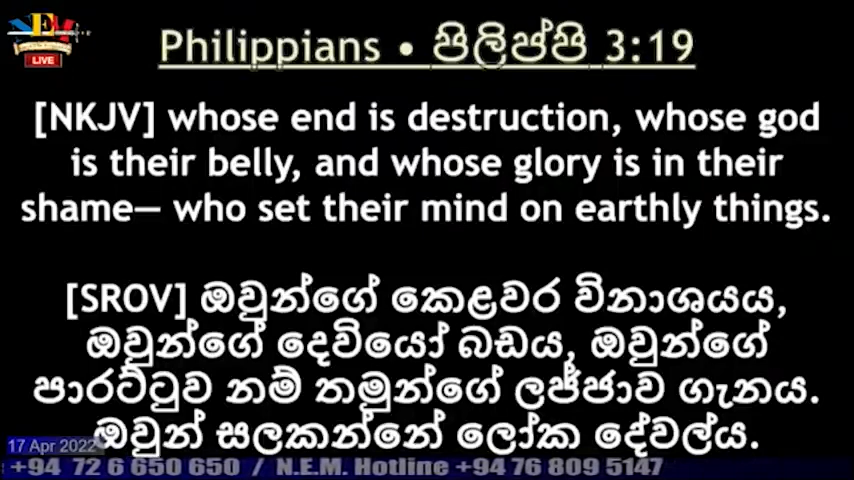 NEM
LIVE
Philippians • පිලිප්පි 3:19
[NKJV] whose end is destruction, whose god
is their belly, and whose glory is in their
shame— who set their mind on earthly things.
[SROV] ඔවුන්ගේ කෙළවර විනාශයය,
ඔවුන්ගේ දෙවියෝ බඩය, ඔවුන්ගේ
පාරට්ටුව නම් තමුන්ගේ ලජ්ජාව ගැනය.
ඔවුන් සලකන්නේ ලෝක දේවල්ය.
17 Apr 2022
+94 72 6 650 650 / N.E.M. Hotline +94 76 809 5147